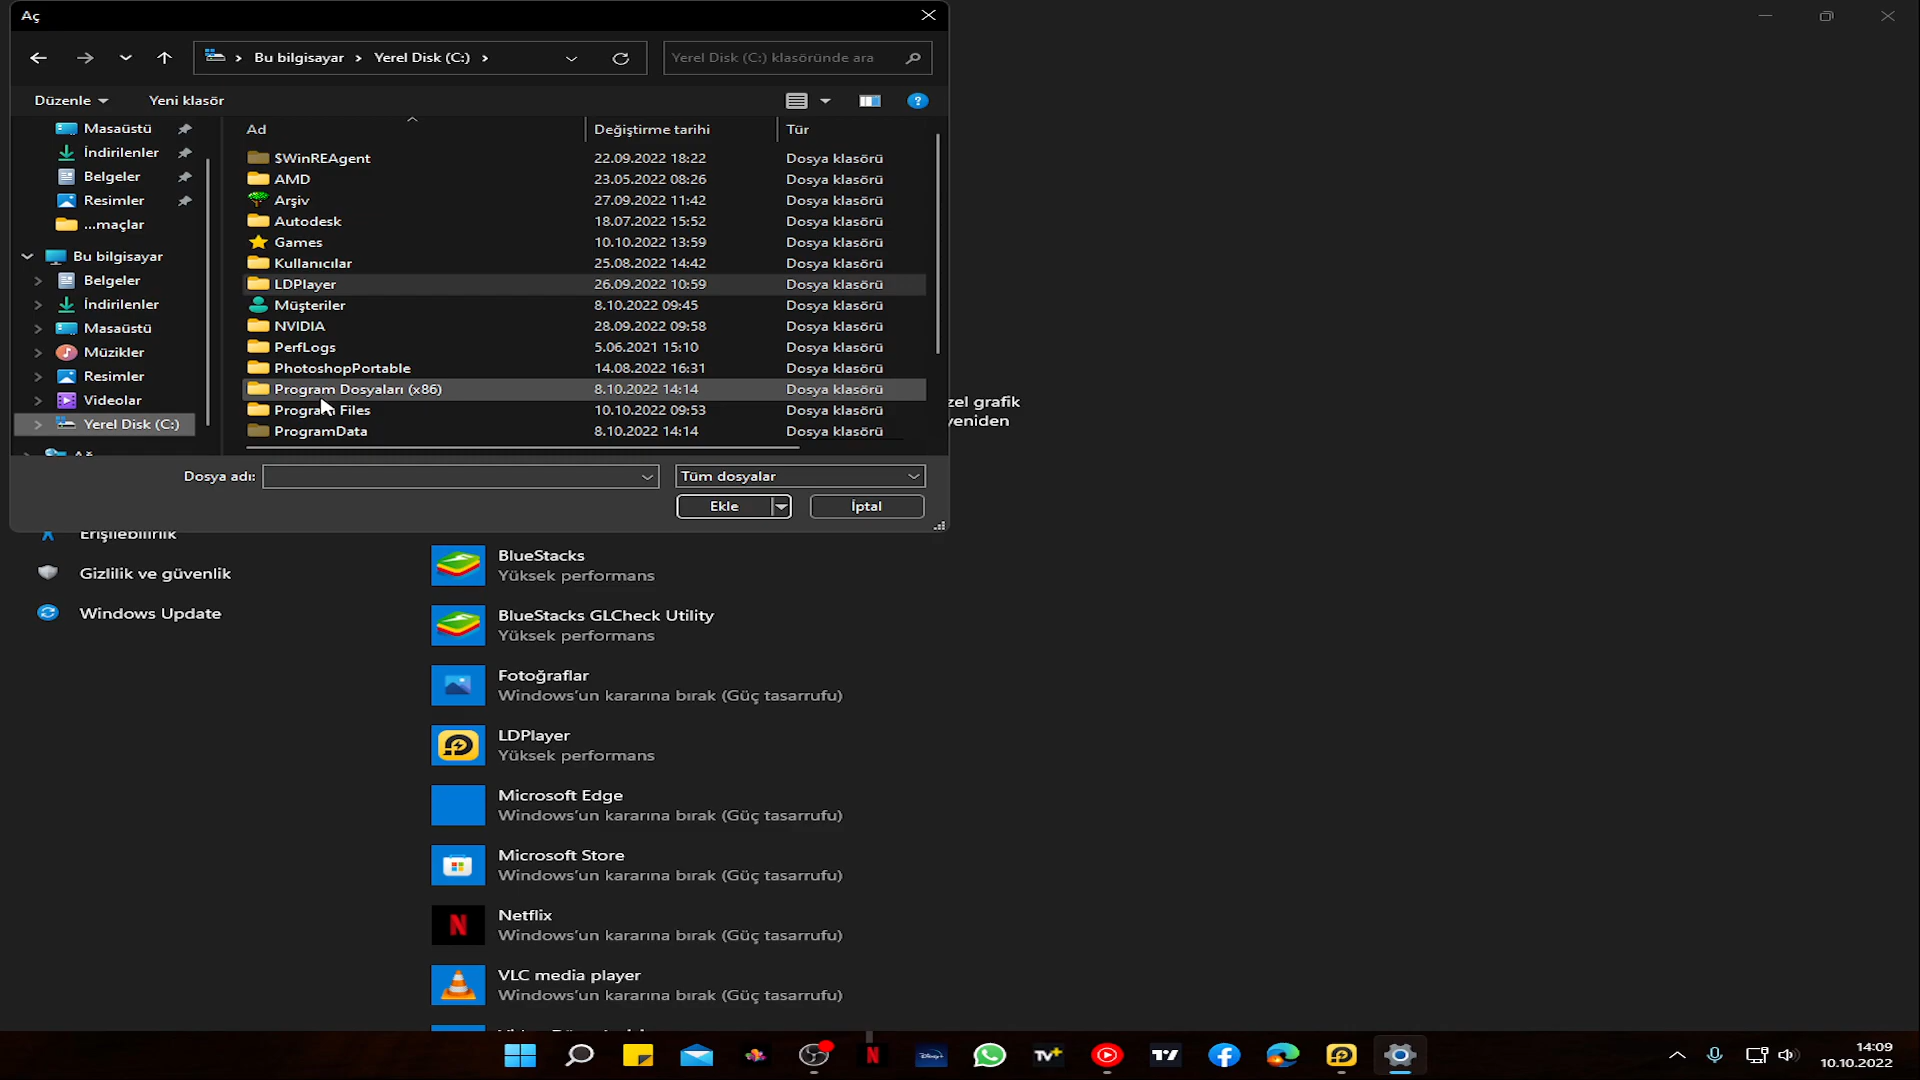 Aç
Bu bilgisayar
Yerel Disk (C:)
Yerel Disk (C:) klasöründe ara
Düzenle
Yeni klasör
?
Masaüstü
İndirilenler
Belgeler
Resimler
...maçlar
Bu bilgisayar
Belgeler
İndirilenler
Masaüstü
Müzikler
Resimler
Videolar
Yerel Disk (C:)
Ad Değiştirme tarihi Tür
$WinREAgent 22.09.2022 18:22 Dosya klasörü
AMD 23.05.2022 08:26 Dosya klasörü
Arşiv 27.09.2022 11:42 Dosya klasörü
Autodesk 18.07.2022 15:52 Dosya klasörü
Games 10.10.2022 13:59 Dosya klasörü
Kullanıcılar 25.08.2022 14:42 Dosya klasörü
LDPlayer 26.09.2022 10:59 Dosya klasörü
Müşteriler 8.10.2022 09:45 Dosya klasörü
NVIDIA 28.09.2022 09:58 Dosya klasörü
PerfLogs 5.06.2021 15:10 Dosya klasörü
PhotoshopPortable 14.08.2022 16:31 Dosya klasörü
Program Dosyaları (x86) 8.10.2022 14:14 Dosya klasörü
Program Files 10.10.2022 09:53 Dosya klasörü
ProgramData 8.10.2022 14:14 Dosya klasörü
Dosya adı: Tüm dosyalar
Ekle İptal
zel grafik
yeniden
Erişilebilirlik
Gizlilik ve güvenlik
Windows Update
BlueStacks
Yüksek performans
BlueStacks GLCheck Utility
Yüksek performans
Fotoğraflar
Windows'un kararına bırak (Güç tasarrufu)
LDPlayer
Yüksek performans
Microsoft Edge
Windows'un kararına bırak (Güç tasarrufu)
Microsoft Store
Windows'un kararına bırak (Güç tasarrufu)
Netflix
Windows'un kararına bırak (Güç tasarrufu)
VLC media player
Windows'un kararına bırak (Güç tasarrufu)
14:09
10.10.2022